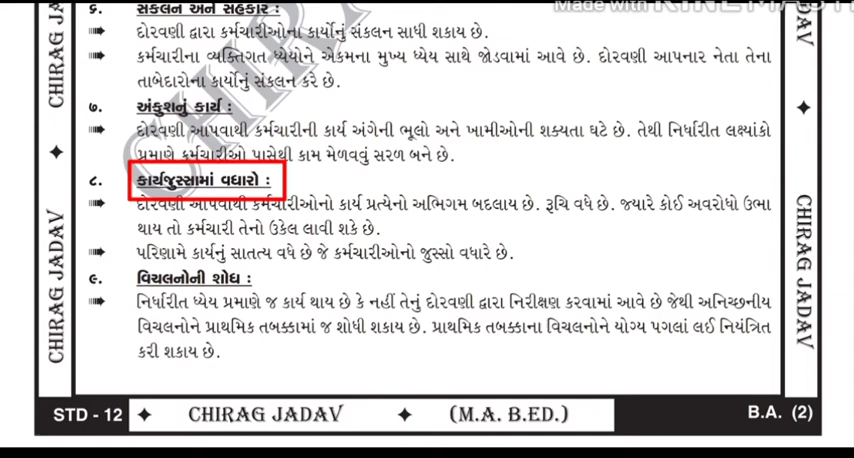 Made with KINEMASTER
૬. સંકલન અને સહકાર :
દોરવણી દ્વારા કર્મચારીઓના કાર્યોનું સંકલન સાધી શકાય છે.
કર્મચારીના વ્યક્તિગત ધ્યેયોને એકમના મુખ્ય ધ્યેય સાથે જોડવામાં આવે છે. દોરવણી આપનાર નેતા તેના
તાબેદારોના કાર્યોનું સંકલન કરે છે.
૭. અંકુશનું કાર્ય :
દોરવણી આપવાથી કર્મચારીની કાર્ય અંગેની ભૂલો અને ખામીઓની શક્યતા ઘટે છે. તેથી નિર્ધારીત લક્ષ્યાંકો
પ્રમાણે કર્મચારીઓ પાસેથી કામ મેળવવું સરળ બને છે.
૮. કાર્યજુસ્સામાં વધારો :
દોરવણી આપવાથી કર્મચારીઓનો કાર્ય પ્રત્યેનો અભિગમ બદલાય છે. રૂચિ વધે છે. જ્યારે કોઈ અવરોધો ઉભા
થાય તો કર્મચારી તેનો ઉકેલ લાવી શકે છે.
પરિણામે કાર્યનું સાતત્ય વધે છે જે કર્મચારીઓનો જુસ્સો વધારે છે.
૯. વિચલનોની શોધ :
નિર્ધારીત ધ્યેય પ્રમાણે જ કાર્ય થાય છે કે નહીં તેનું દોરવણી દ્વારા નિરીક્ષણ કરવામાં આવે છે જેથી અનિચ્છનીય
વિચલનોને પ્રાથમિક તબક્કામાં જ શોધી શકાય છે. પ્રાથમિક તબક્કાના વિચલનોને યોગ્ય પગલાં લઈ નિયંત્રિત
કરી શકાય છે.
CHIRAG JADAV
CHIRAG JADAV
JADAV
CHIRAG JADAV
STD - 12 CHIRAG JADAV (M.A. B.ED.) B.A. (2)